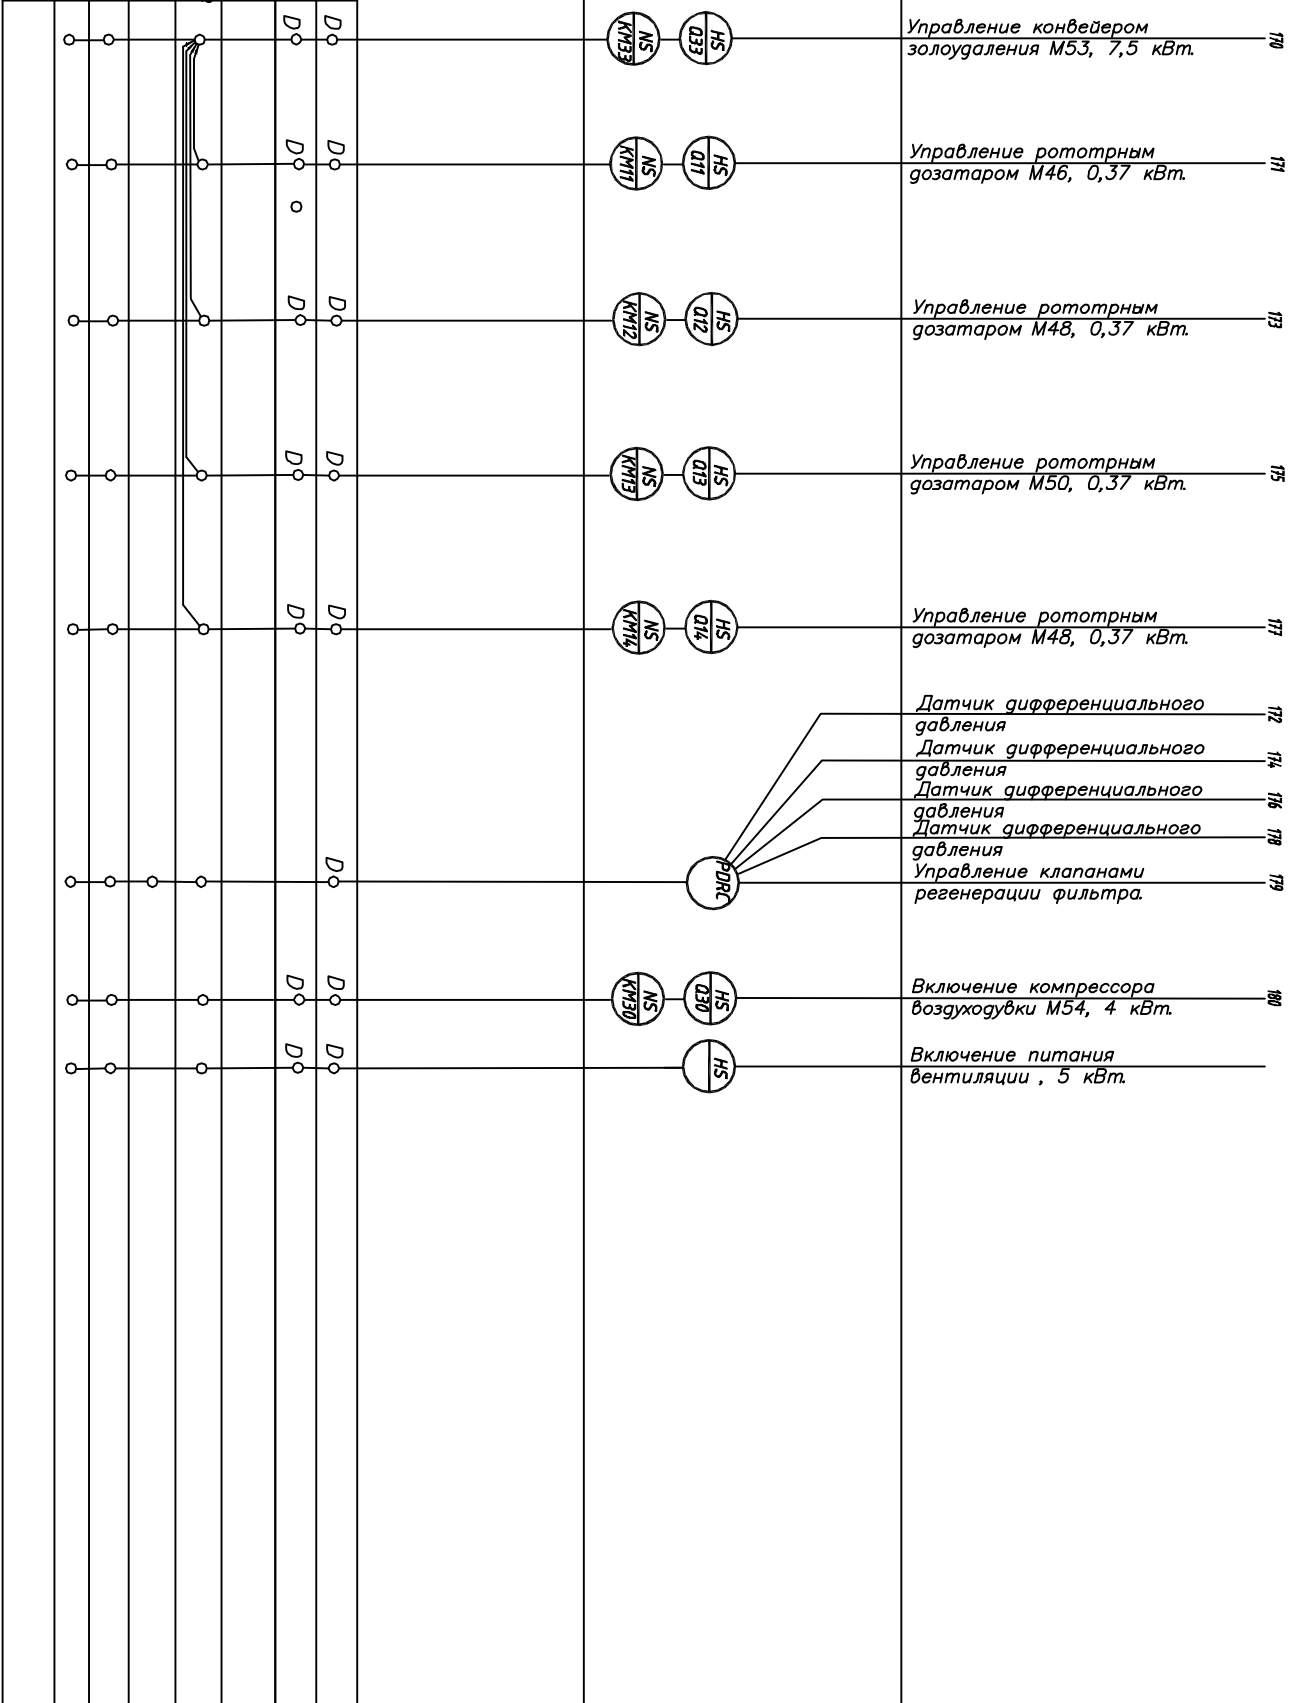 D D NS KM33 HS Q33 Управление конвейером 170
золоудаления М53, 7,5 кВт.
D D NS KM11 HS Q11 Управление рототрным 171
дозатаром М46, 0,37 кВт.
D D NS KM12 HS Q12 Управление рототрным 173
дозатаром М48, 0,37 кВт.
D D NS KM13 HS Q13 Управление рототрным 175
дозатаром М50, 0,37 кВт.
D D NS KM14 HS Q14 Управление рототрным 177
дозатаром М48, 0,37 кВт.
Датчик дифференциального 172
давления
Датчик дифференциального 174
давления
Датчик дифференциального 176
давления
Датчик дифференциального 178
давления
D PDRC Управление клапанами 179
регенерации фильтра.
D D NS KM30 HS Q30 Включение компрессора 180
воздуходувки М54, 4 кВт.
D D HS Включение питания
вентиляции , 5 кВт.